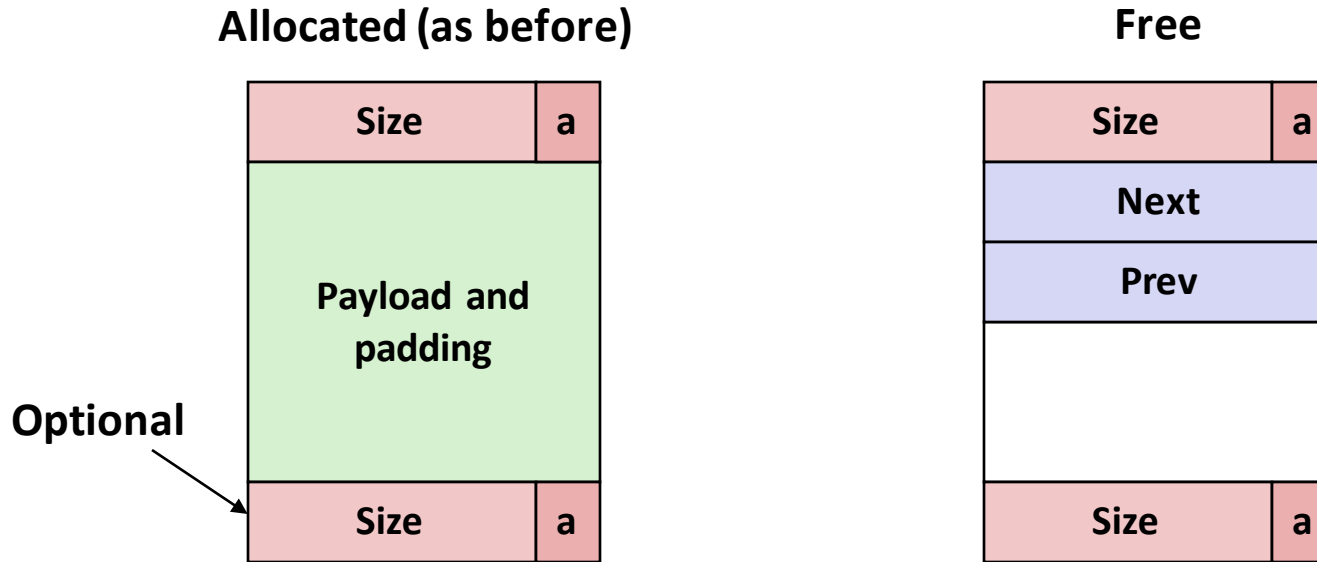 Allocated (as before)
Free
Size a
Size a
Next
Prev
Payload and
padding
Optional
Size a
Size a